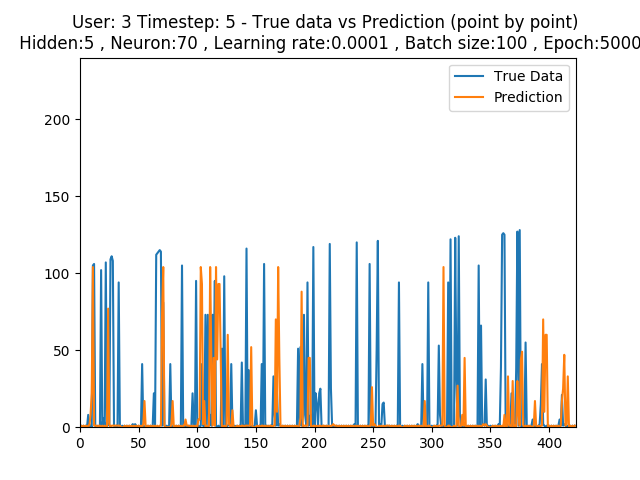 User: 3 Timestep: 5 - True data vs Prediction (point by point)
Hidden:5 , Neuron:70 , Learning rate:0.0001 , Batch size:100 , Epoch:5000
True Data
Prediction
200
150
100
50
0
0 50 100 150 200 250 300 350 400